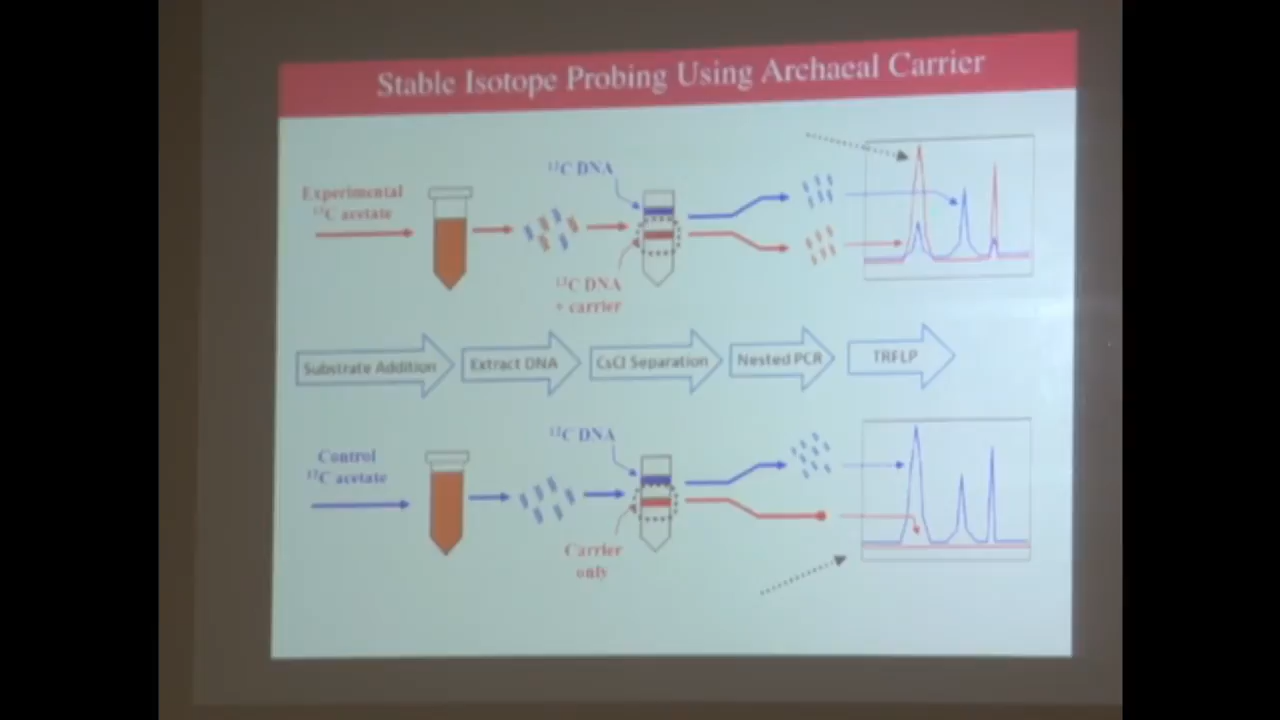 Stable Isotope Probing Using Archaeal Carrier
Experimental
¹³C acetate
¹²C DNA
¹³C DNA
+ carrier
Substrate Addition
Extract DNA
CsCl Separation
Nested PCR
TRFLP
Control
¹²C acetate
¹²C DNA
Carrier
only